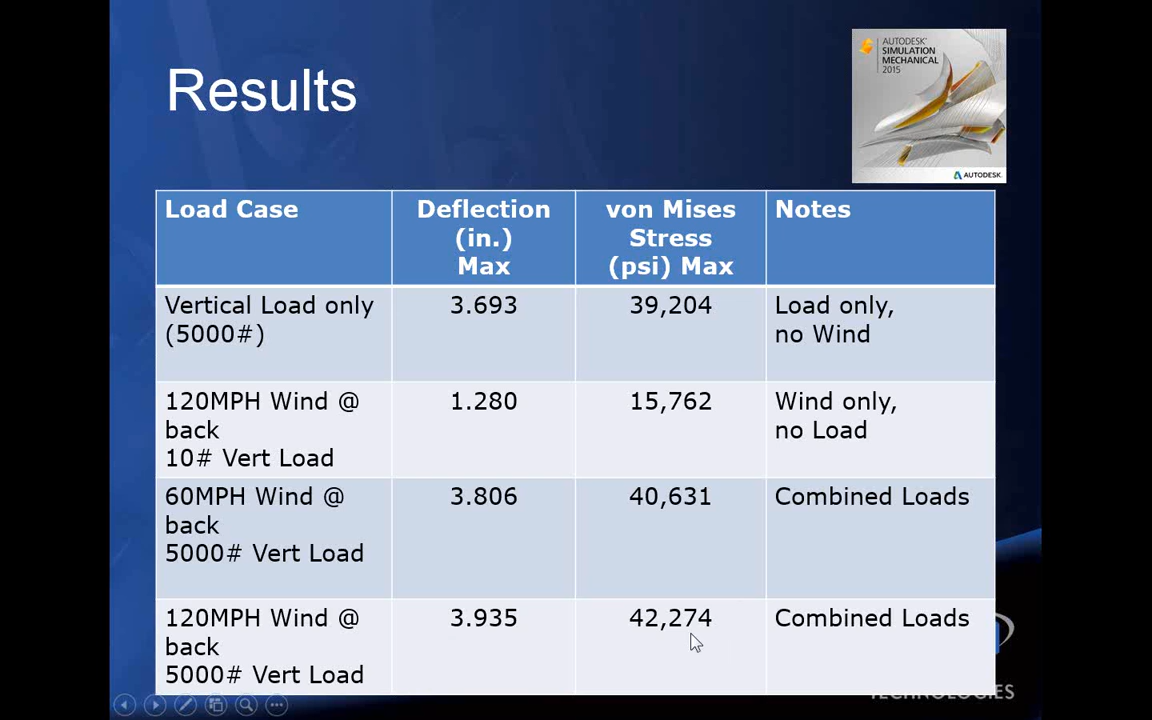 Results
AUTODESK
SIMULATION
MECHANICAL
2015
AUTODESK
Load Case
Deflection
(in.)
Max
von Mises
Stress
(psi) Max
Notes
Vertical Load only
(5000#)
3.693
39,204
Load only,
no Wind
120MPH Wind @
back
10# Vert Load
1.280
15,762
Wind only,
no Load
60MPH Wind @
back
5000# Vert Load
3.806
40,631
Combined Loads
120MPH Wind @
back
5000# Vert Load
3.935
42,274
Combined Loads
TECHNOLOGIES